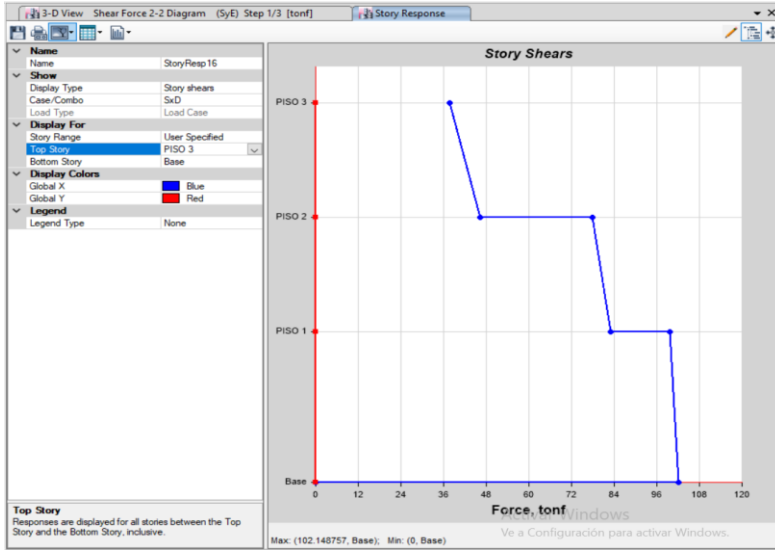 3-D View Shear Force 2-2 Diagram (SyE) Step 1/3 [tonf] Story Response
Name
Name StoryResp16
Show
Display Type Story shears
Case/Combo SxD
Load Type Load Case
Display For
Story Range User Specified
Top Story PISO 3
Bottom Story Base
Display Colors
Global X Blue
Global Y Red
Legend
Legend Type None
Top Story
Responses are displayed for all stories between the Top
Story and the Bottom Story, inclusive.
Story Shears
PISO 3
PISO 2
PISO 1
Base
0 12 24 36 48 60 72 84 96 108 120
Force, tonf
Activar Windows
Ve a Configuración para activar Windows.
Max: (102.148757, Base); Min: (0, Base)